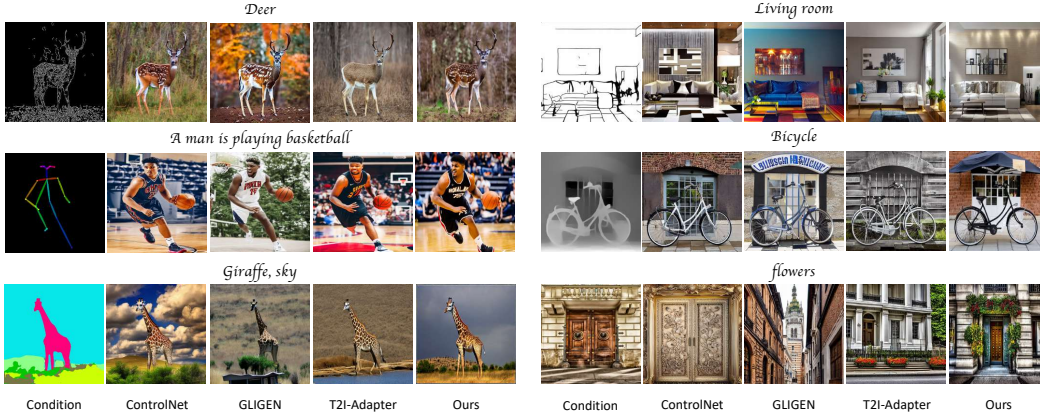 Deer
Living room
A man is playing basketball
Bicycle
Giraffe, sky
flowers
Condition ControlNet GLIGEN T2I-Adapter Ours
Condition ControlNet GLIGEN T2I-Adapter Ours